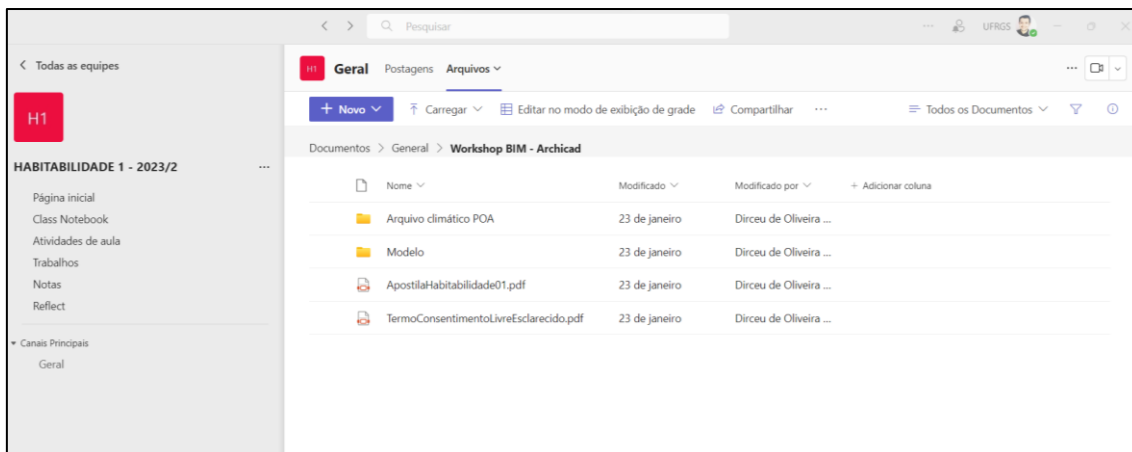 Pesquisar
UFRGS
Todas as equipes
H1
HABITABILIDADE 1 - 2023/2
Página inicial
Class Notebook
Atividades de aula
Trabalhos
Notas
Reflect
Canais Principais
Geral
H1 Geral Postagens Arquivos
+ Novo Carregar Editar no modo de exibição de grade Compartilhar ... Todos os Documentos
Documentos > General > Workshop BIM - Archicad
Nome Modificado Modificado por + Adicionar coluna
Arquivo climático POA 23 de janeiro Dirceu de Oliveira ...
Modelo 23 de janeiro Dirceu de Oliveira ...
ApostilaHabitabilidade01.pdf 23 de janeiro Dirceu de Oliveira ...
TermoConsentimentoLivreEsclarecido.pdf 23 de janeiro Dirceu de Oliveira ...